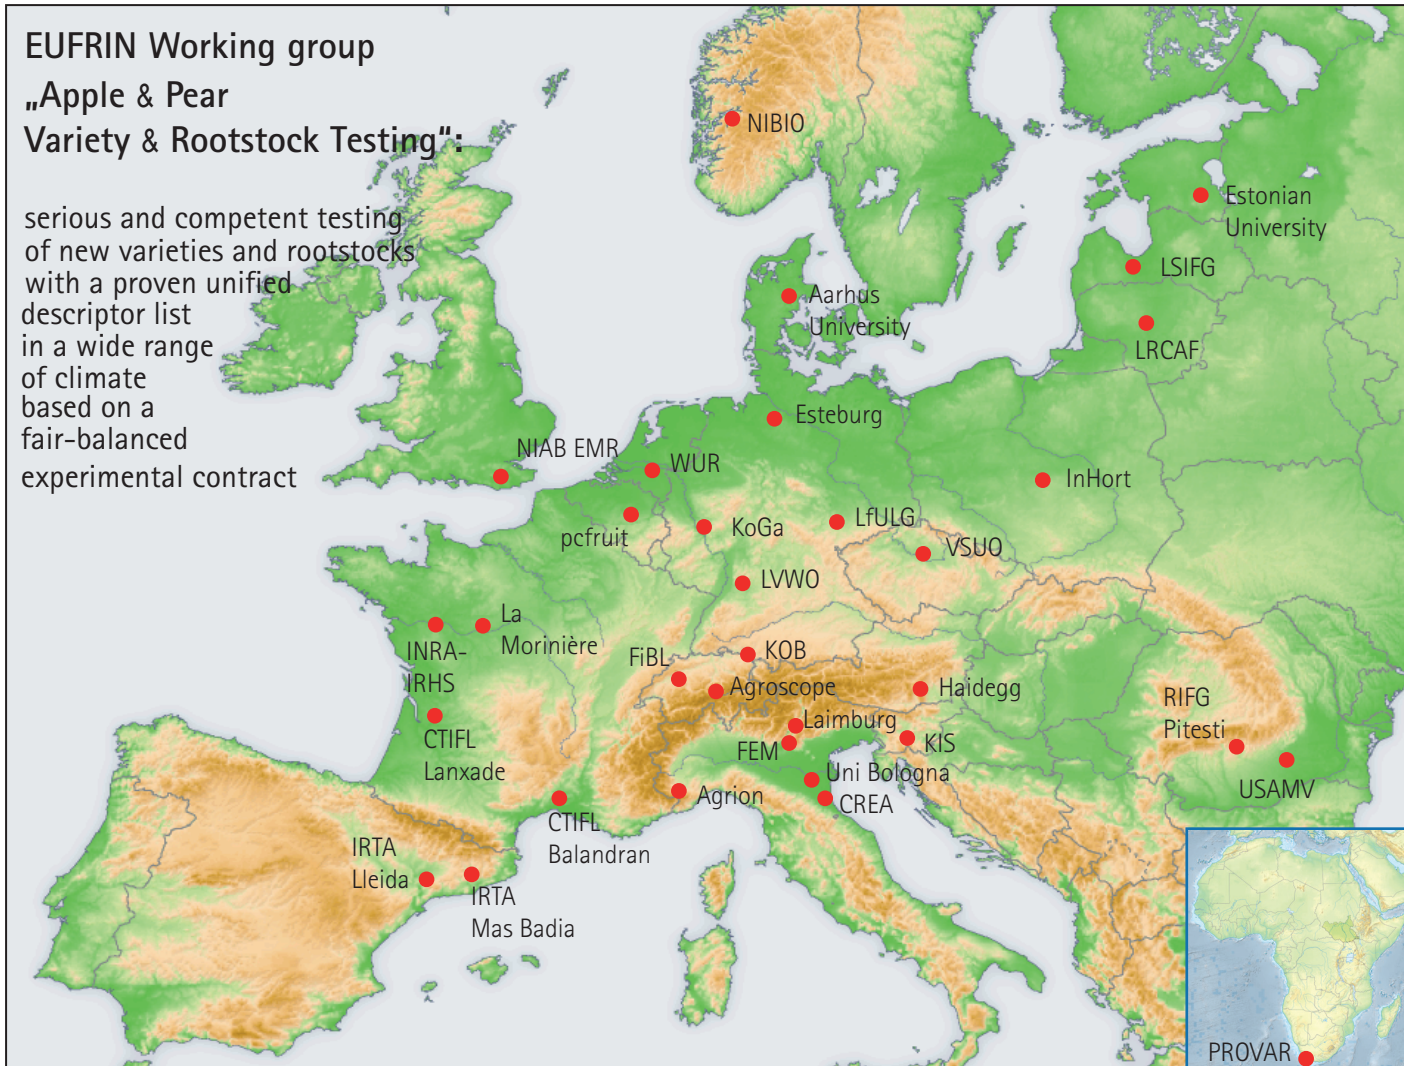 EUFRIN Working group
„Apple & Pear
Variety & Rootstock Testing“:
serious and competent testing
of new varieties and rootstocks
with a proven unified
descriptor list
in a wide range
of climate
based on a
fair-balanced
experimental contract
NIBIO
Estonian
University
LSIFG
Aarhus
University
LRCAF
Esteburg
NIAB EMR
WUR
InHort
pcfruit
KoGa
LfULG
VSUO
LVWO
La
Morinière
INRA-
IRHS
FiBL
KOB
Agroscope
Haidegg
RIFG
Pitesti
CTIFL
Lanxade
Laimburg
FEM
KIS
Uni Bologna
USAMV
Agrion
CREA
CTIFL
Balandran
IRTA
Lleida
IRTA
Mas Badia
PROVAR